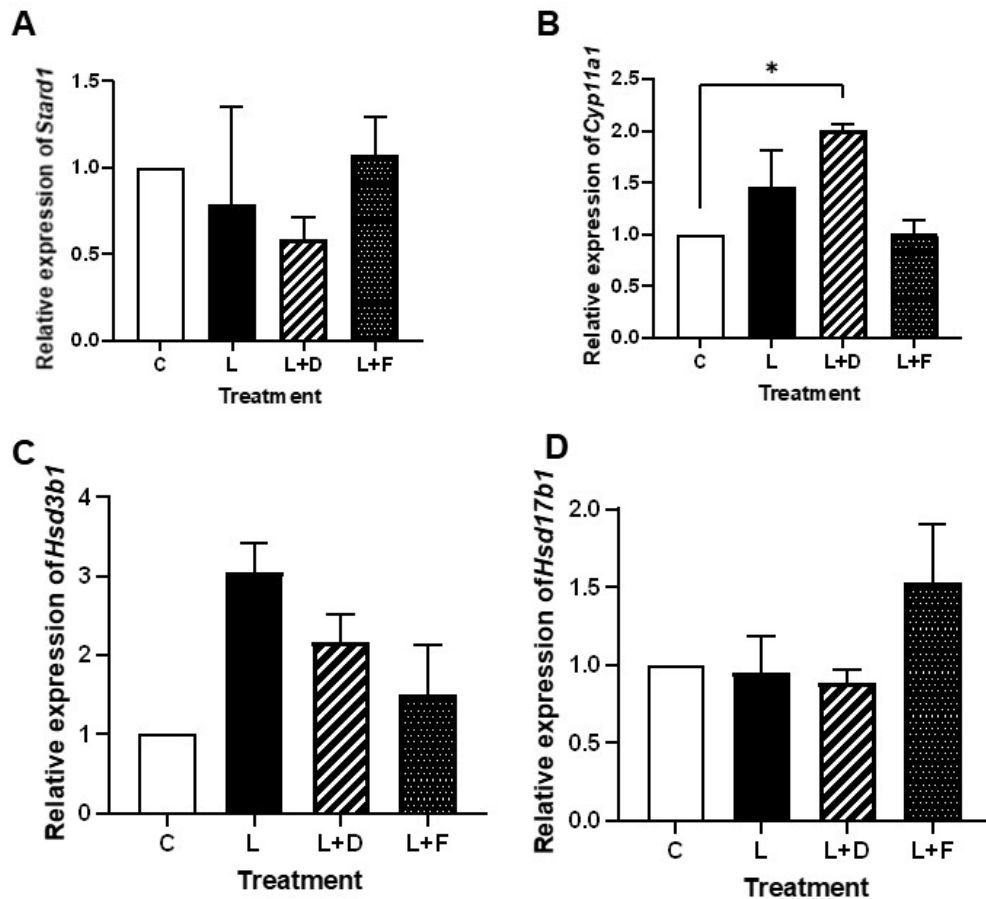 A
Relative expression of Stard1
1.5
1.0
0.5
0.0
C L L+D L+F
Treatment
B
Relative expression of Cyp11a1
*
2.5
2.0
1.5
1.0
0.5
0.0
C L L+D L+F
Treatment
C
Relative expression of Hsd3b1
4
3
2
1
0
C L L+D L+F
Treatment
D
Relative expression of Hsd17b1
2.0
1.5
1.0
0.5
0.0
C L L+D L+F
Treatment